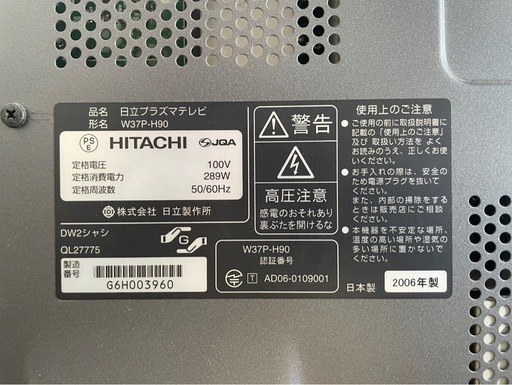 品名 日立プラズマテレビ
形名 W37P-H90
PS
E
HITACHI JQA
定格電圧 100V
定格消費電力 289W
定格周波数 50/60Hz
株式会社 日立製作所
DW2シャシ
QL27775
G
製造
番号
G6H003960
警告
高圧注意
感電のおそれあり
裏ぶたを開けるな
W37P-H90
認証番号
T AD06-0109001
使用上のご注意
●ご使用の前に取扱説明書に
記載の「使用上のご注意」
及び 取扱い方法を よく
お読みのうえ、正しくお使
いください。
●お手入れの際は、安全のた
め電源プラグを抜いてくだ
さい。
また、内部の掃除をする
ときは販売店にご相談く
ださい。
●本機器を不安定な場所、
温度の高い場所や湿気の
多い場所に置かないで
ください。
日本製 2006年製